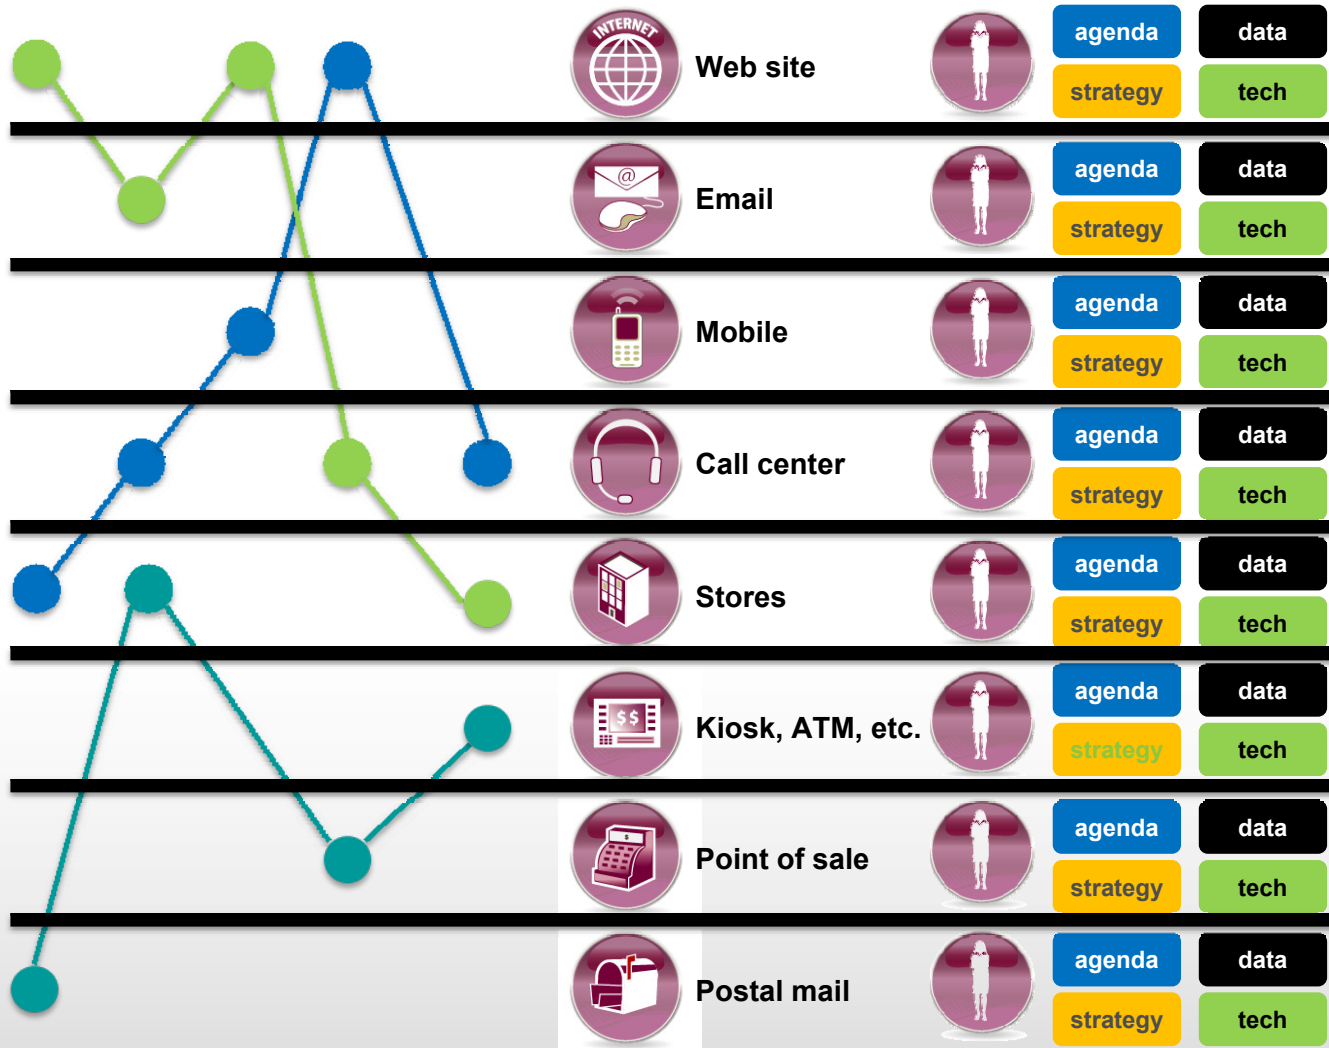 INTERNET
Web site
agenda data
strategy tech
@
Email
agenda data
strategy tech
Mobile
agenda data
strategy tech
Call center
agenda data
strategy tech
Stores
agenda data
strategy tech
$$
Kiosk, ATM, etc.
agenda data
strategy tech
$
Point of sale
agenda data
strategy tech
Postal mail
agenda data
strategy tech